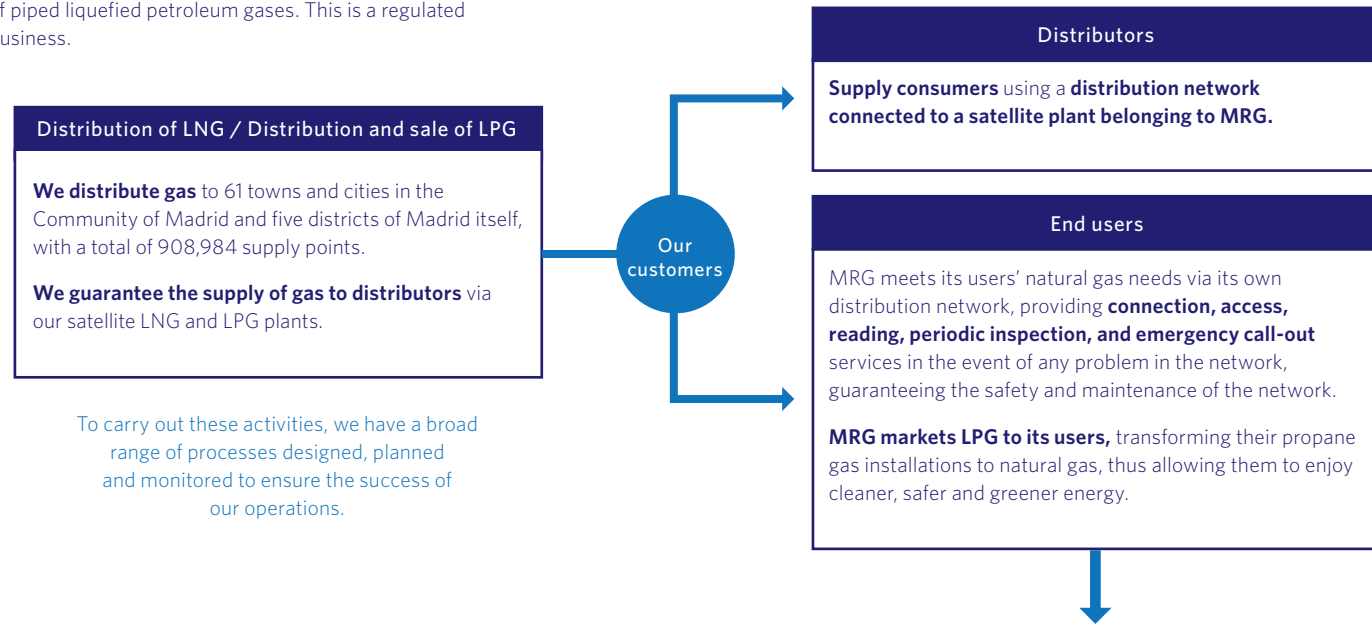 f piped liquefied petroleum gases. This is a regulated
usiness.
Distribution of LNG / Distribution and sale of LPG
We distribute gas to 61 towns and cities in the
Community of Madrid and five districts of Madrid itself,
with a total of 908,984 supply points.
We guarantee the supply of gas to distributors via
our satellite LNG and LPG plants.
To carry out these activities, we have a broad
range of processes designed, planned
and monitored to ensure the success of
our operations.
Our
customers
Distributors
Supply consumers using a distribution network
connected to a satellite plant belonging to MRG.
End users
MRG meets its users’ natural gas needs via its own
distribution network, providing connection, access,
reading, periodic inspection, and emergency call-out
services in the event of any problem in the network,
guaranteeing the safety and maintenance of the network.
MRG markets LPG to its users, transforming their propane
gas installations to natural gas, thus allowing them to enjoy
cleaner, safer and greener energy.